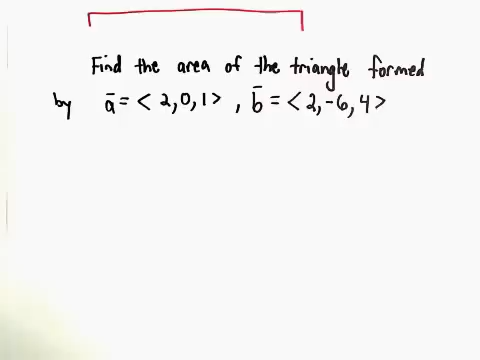 Find the area of the triangle formed
by a̅ = < 2, 0, 1 > , b̅ = < 2, -6, 4 >